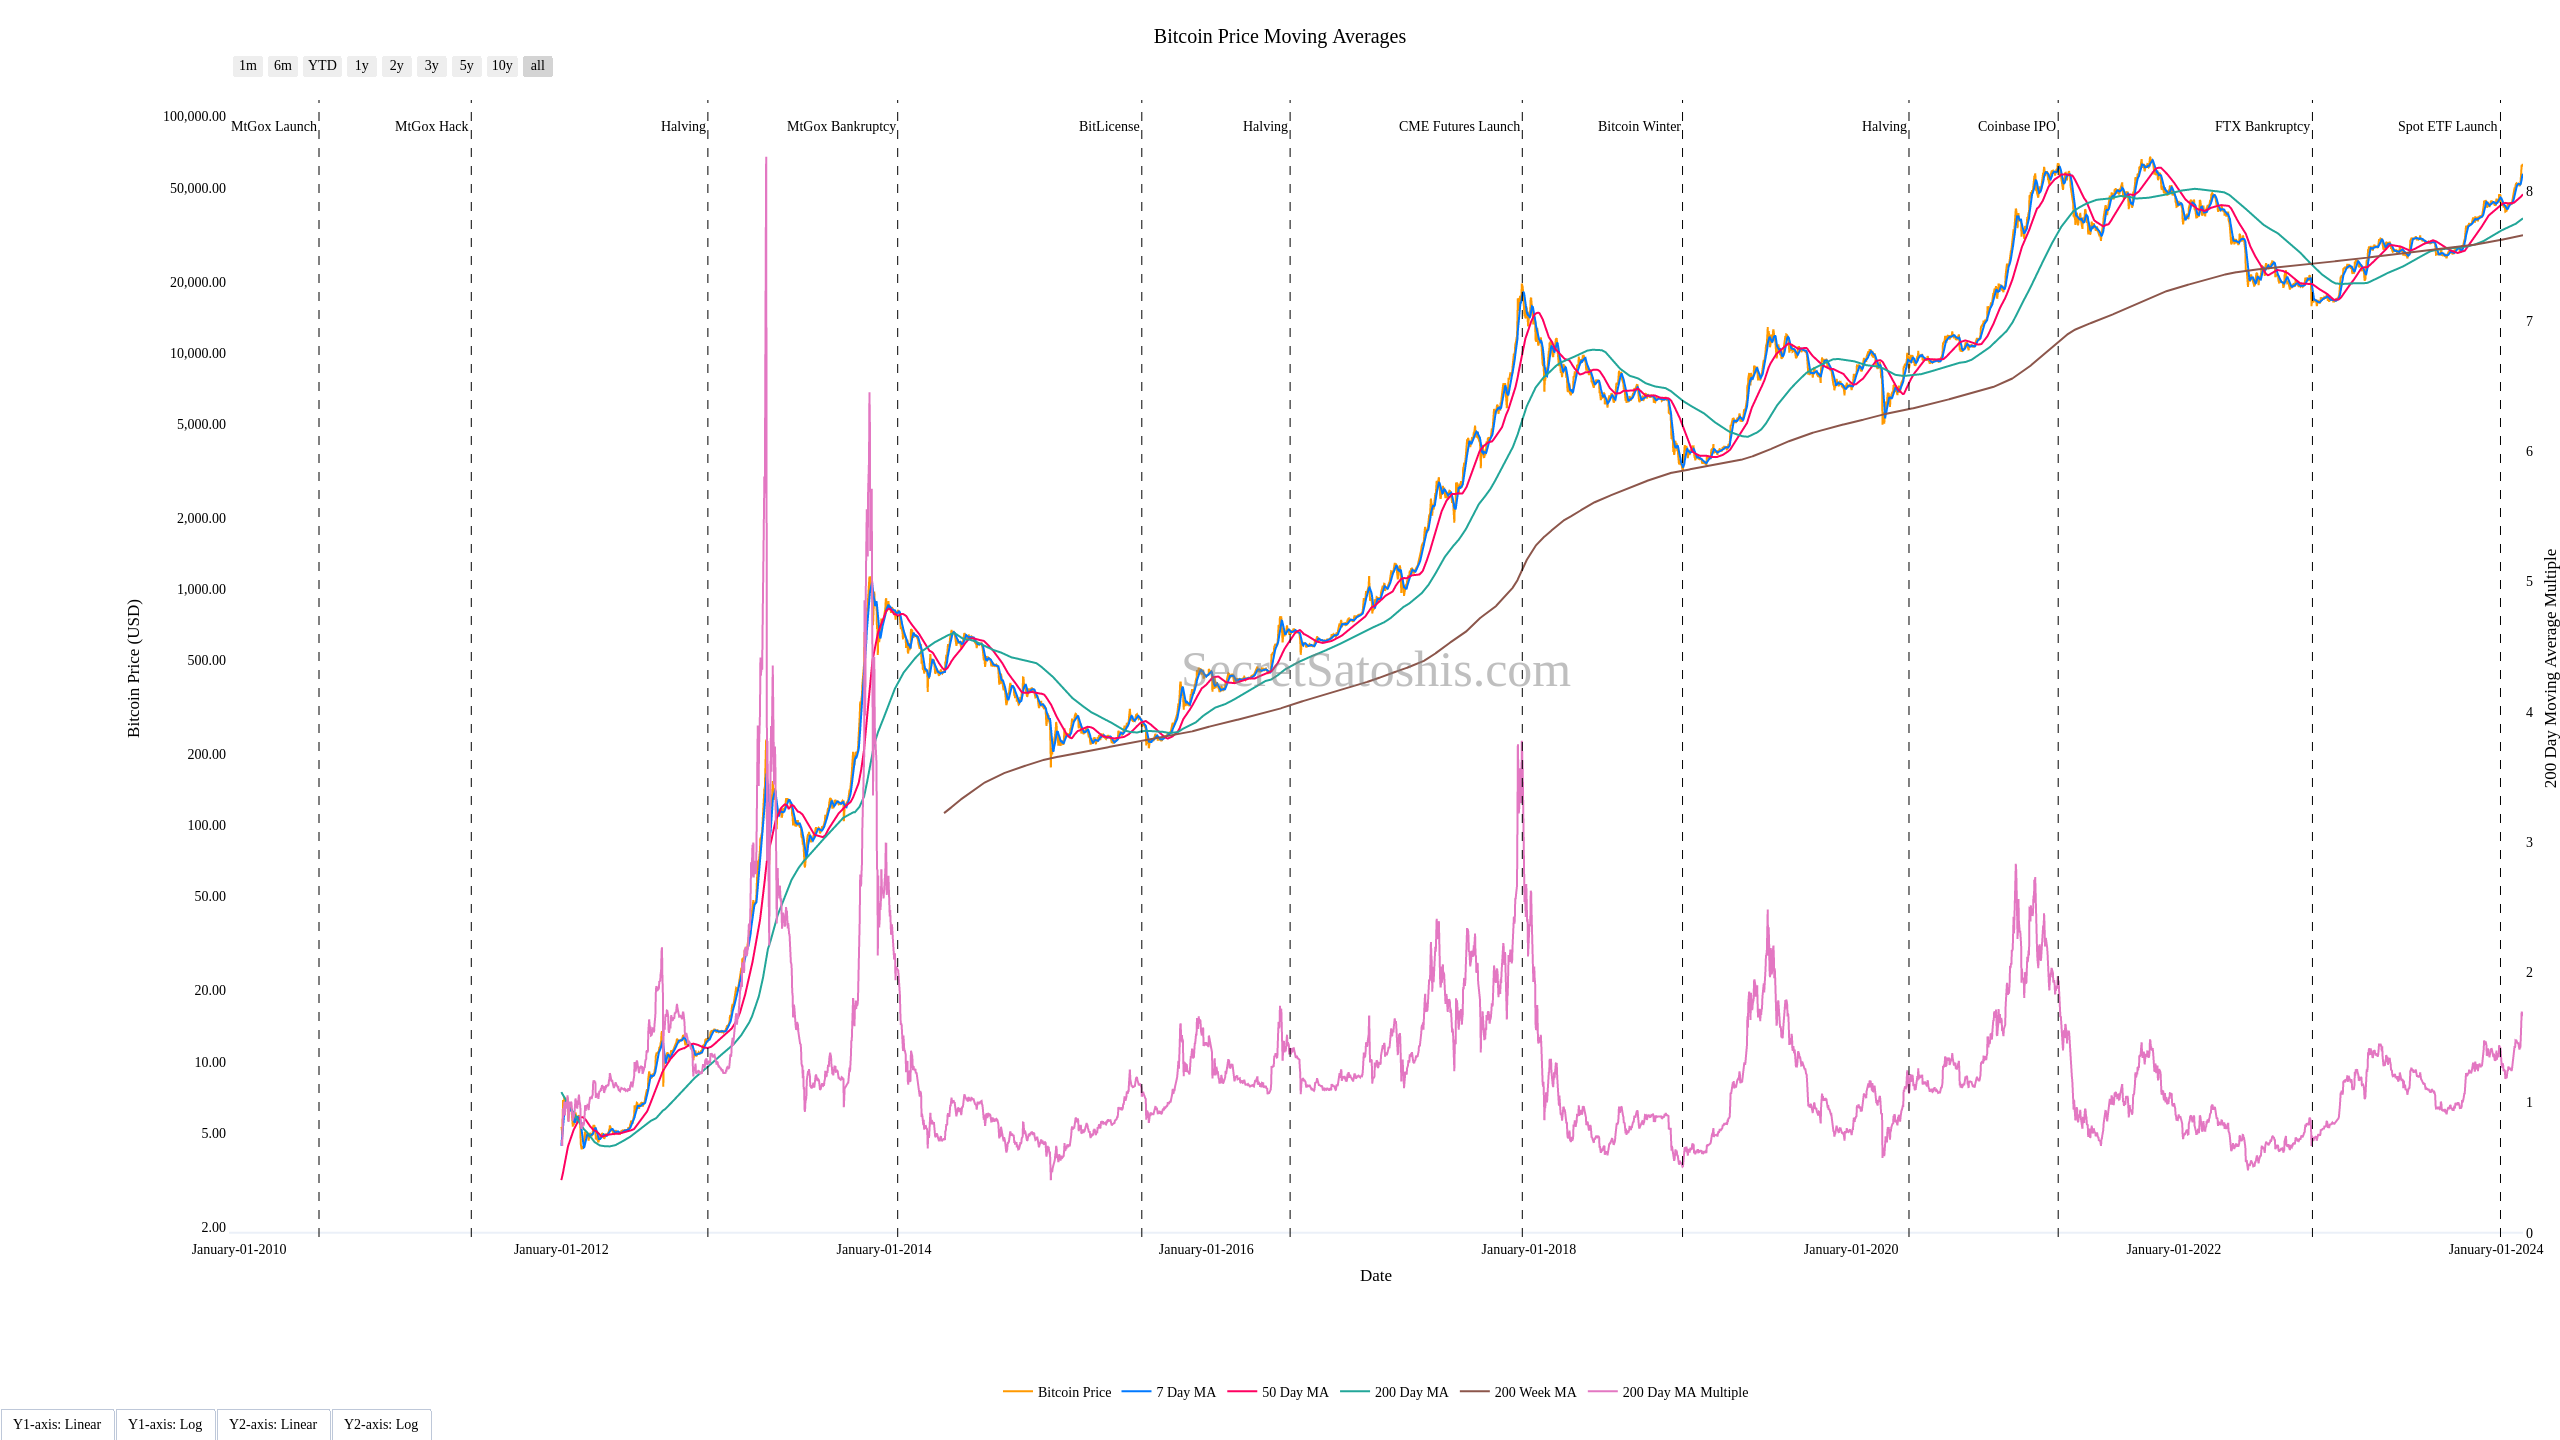 Bitcoin Price Moving Averages
1m 6m YTD 1y 2y 3y 5y 10y all
MtGox Launch MtGox Hack Halving MtGox Bankruptcy BitLicense Halving CME Futures Launch Bitcoin Winter Halving Coinbase IPO FTX Bankruptcy Spot ETF Launch
100,000.00
50,000.00
20,000.00
10,000.00
5,000.00
2,000.00
1,000.00
500.00
200.00
100.00
50.00
20.00
10.00
5.00
2.00
Bitcoin Price (USD)
SecretSatoshis.com
8
7
6
5
4
3
2
1
0
200 Day Moving Average Multiple
January-01-2010 January-01-2012 January-01-2014 January-01-2016 January-01-2018 January-01-2020 January-01-2022 January-01-2024
Date
Bitcoin Price 7 Day MA 50 Day MA 200 Day MA 200 Week MA 200 Day MA Multiple
Y1-axis: Linear Y1-axis: Log Y2-axis: Linear Y2-axis: Log